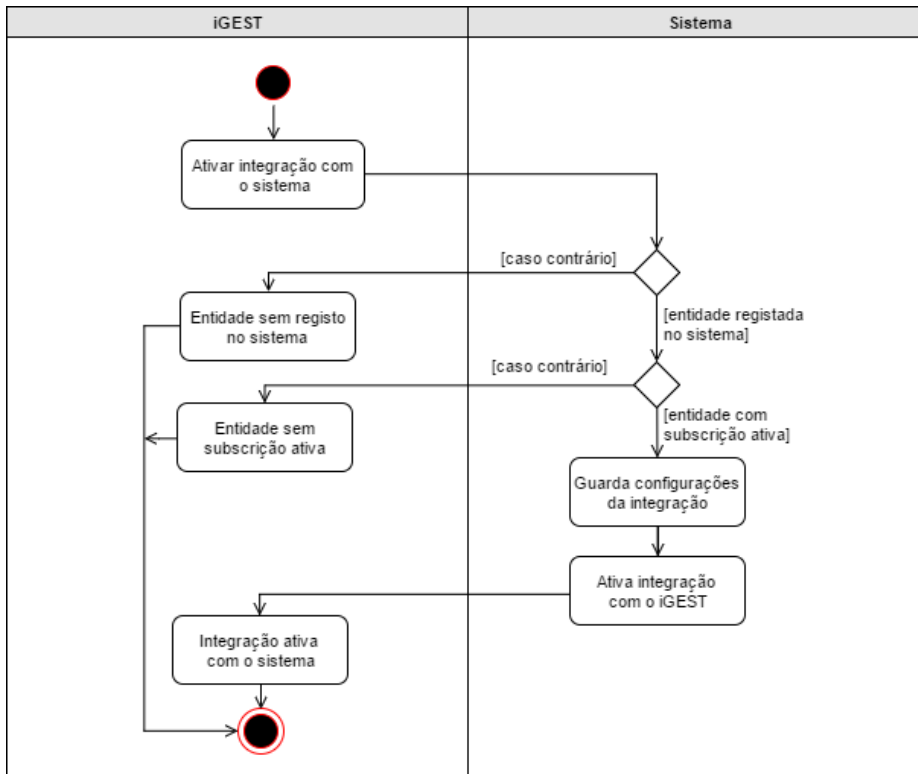 iGEST
Sistema
Ativar integração com
o sistema
[caso contrário]
Entidade sem registo
no sistema
[entidade registada
no sistema]
[caso contrário]
Entidade sem
subscrição ativa
[entidade com
subscrição ativa]
Guarda configurações
da integração
Ativa integração
com o iGEST
Integração ativa
com o sistema